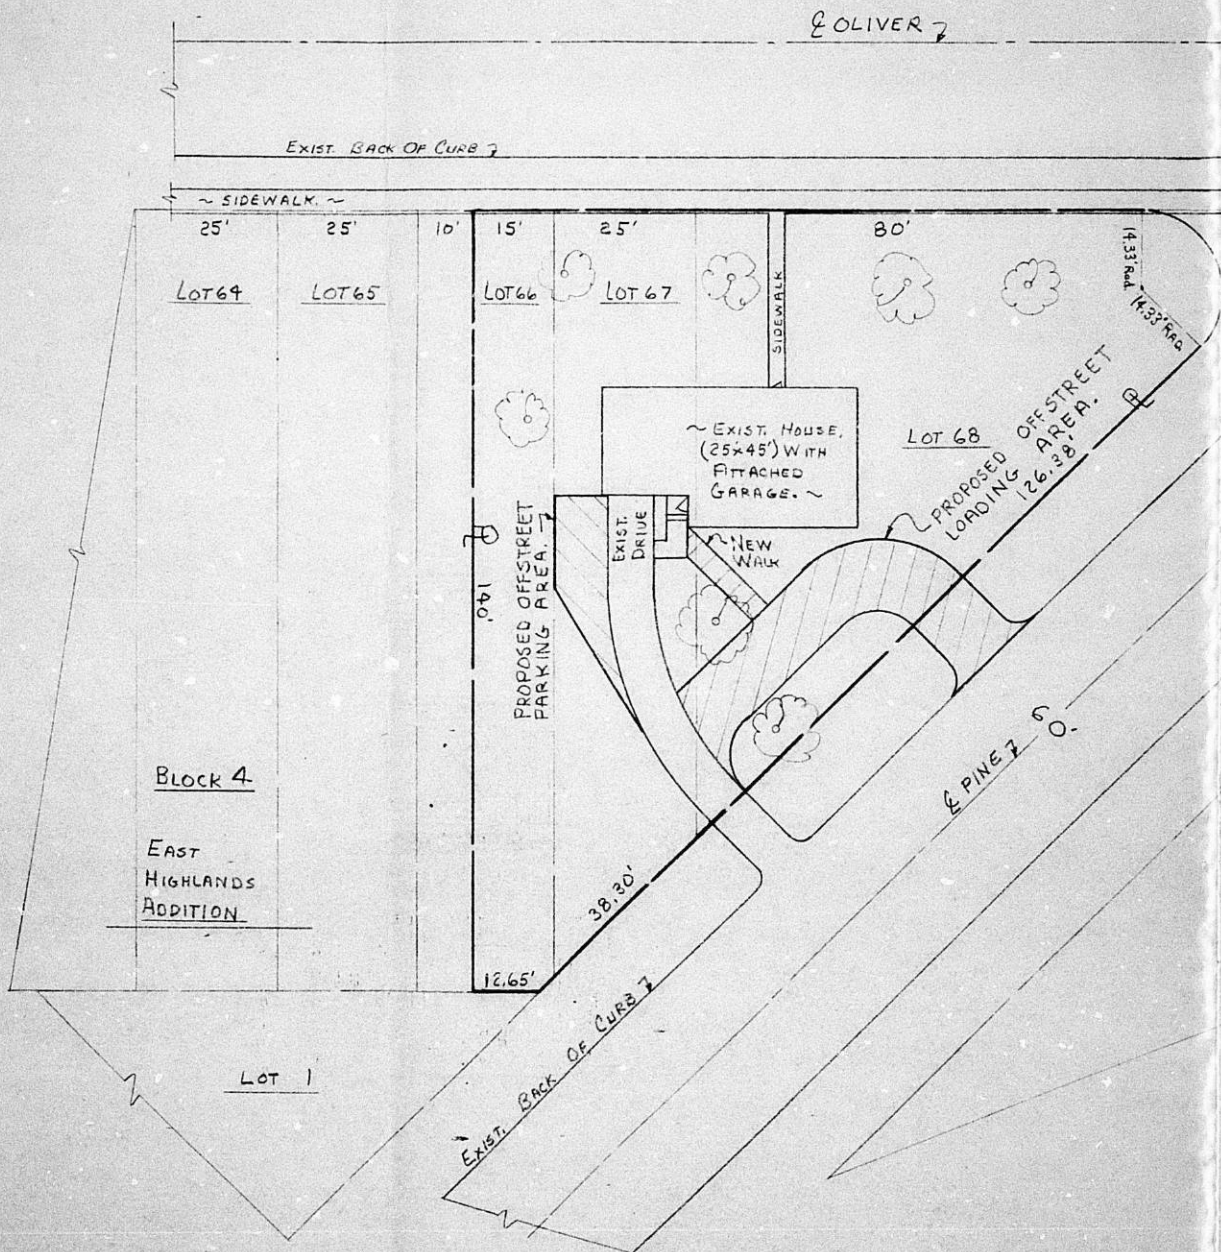 ℄ OLIVER
EXIST. BACK OF CURB
~ SIDEWALK. ~
25'
25'
10'
15'
25'
80'
14.33' Rad
14.33' RAD
LOT 64
LOT 65
LOT 66
LOT 67
SIDEWALK
~ EXIST. HOUSE,
(25x45') WITH
ATTACHED
GARAGE. ~
LOT 68
PROPOSED OFFSTREET
LOADING AREA.
126.38'
EXIST.
DRIVE
NEW
WALK
PROPOSED OFFSTREET
PARKING AREA.
140'
℄ PINE
60'
BLOCK 4
EAST
HIGHLANDS
ADDITION
38.30'
12.65'
EXIST. BACK OF CURB
LOT 1